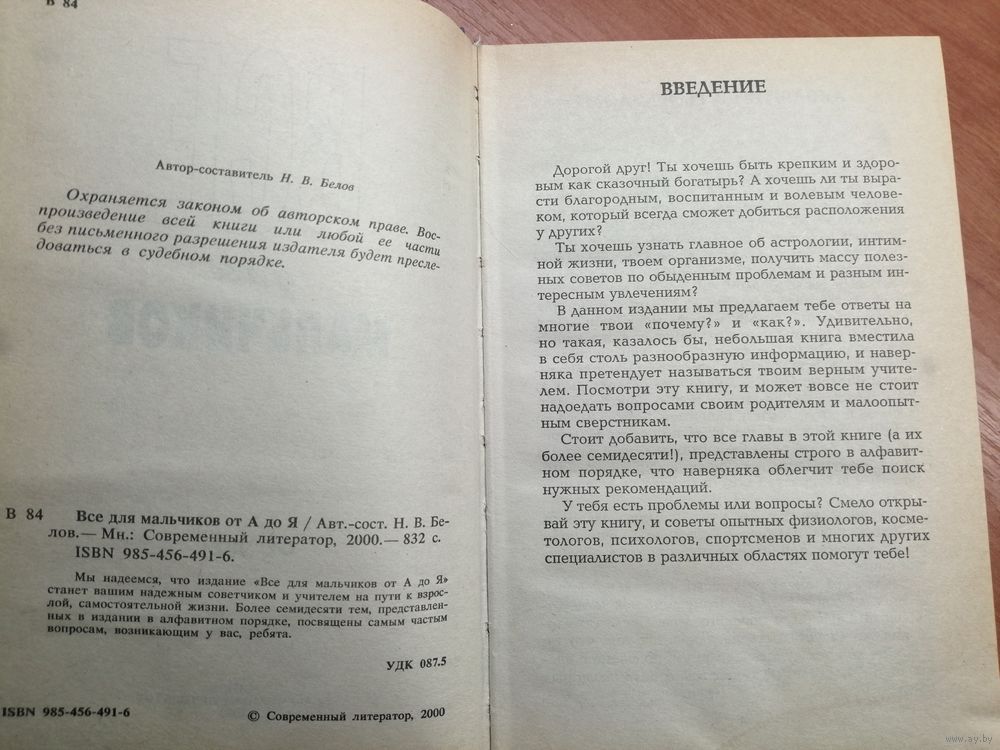 В 84
Автор-составитель Н. В. Белов
Охраняется законом об авторском праве. Вос-
произведение всей книги или любой ее части
без письменного разрешения издателя будет пресле-
доваться в судебном порядке.
В 84 Все для мальчиков от А до Я / Авт.-сост. Н. В. Бе-
лов.— Мн.: Современный литератор, 2000.— 832 с.
ISBN 985-456-491-6.
Мы надеемся, что издание «Все для мальчиков от А до Я»
станет вашим надежным советчиком и учителем на пути к взрос-
лой, самостоятельной жизни. Более семидесяти тем, представлен-
ных в издании в алфавитном порядке, посвящены самым частым
вопросам, возникающим у вас, ребята.
УДК 087.5
ISBN 985-456-491-6
© Современный литератор, 2000
ВВЕДЕНИЕ
Дорогой друг! Ты хочешь быть крепким и здоро-
вым как сказочный богатырь? А хочешь ли ты выра-
сти благородным, воспитанным и волевым челове-
ком, который всегда сможет добиться расположения
у других?
Ты хочешь узнать главное об астрологии, интим-
ной жизни, твоем организме, получить массу полез-
ных советов по обыденным проблемам и разным ин-
тересным увлечениям?
В данном издании мы предлагаем тебе ответы на
многие твои «почему?» и «как?». Удивительно,
но такая, казалось бы, небольшая книга вместила
в себя столь разнообразную информацию, и навер-
няка претендует называться твоим верным учите-
лем. Посмотри эту книгу, и может вовсе не стоит
надоедать вопросами своим родителям и малоопыт-
ным сверстникам.
Стоит добавить, что все главы в этой книге (а их
более семидесяти!), представлены строго в алфавит-
ном порядке, что наверняка облегчит тебе поиск
нужных рекомендаций.
У тебя есть проблемы или вопросы? Смело откры-
вай эту книгу, и советы опытных физиологов, косме-
тологов, психологов, спортсменов и многих других
специалистов в различных областях помогут тебе!
www.ay.by